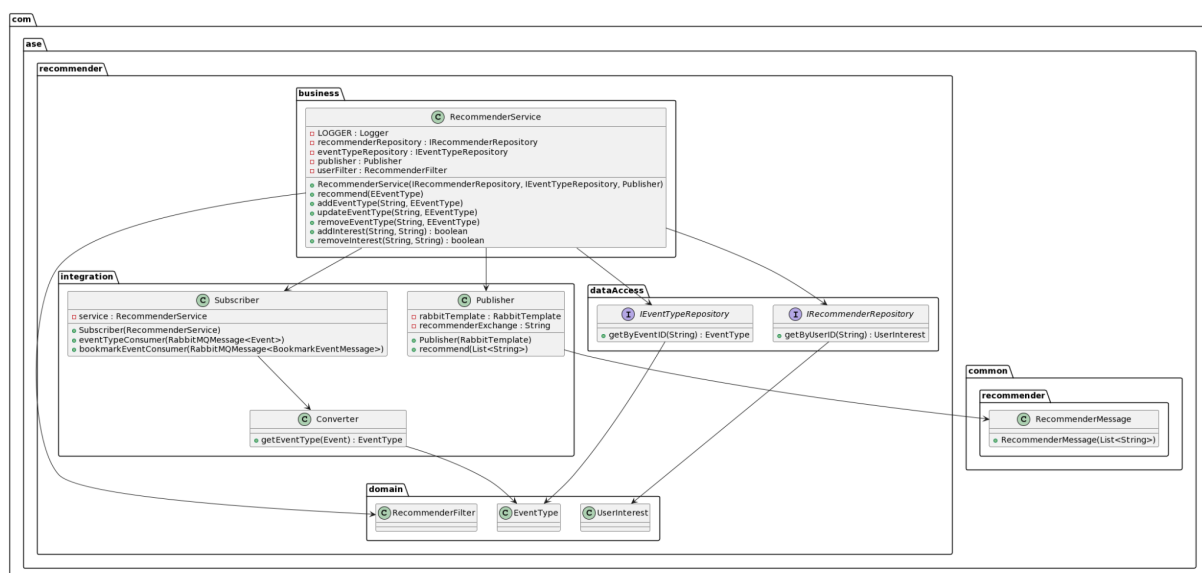 com
ase
recommender
business
C RecommenderService
LOGGER : Logger
recommenderRepository : IRecommenderRepository
eventTypeRepository : IEventTypeRepository
publisher : Publisher
userFilter : RecommenderFilter
RecommenderService(IRecommenderRepository, IEventTypeRepository, Publisher)
recommend(EEventType)
addEventType(String, EEventType)
updateEventType(String, EEventType)
removeEventType(String, EEventType)
addInterest(String, String) : boolean
removeInterest(String, String) : boolean
integration
C Subscriber
service : RecommenderService
Subscriber(RecommenderService)
eventTypeConsumer(RabbitMQMessage<Event>)
bookmarkEventConsumer(RabbitMQMessage<BookmarkEventMessage>)
C Publisher
rabbitTemplate : RabbitTemplate
recommenderExchange : String
Publisher(RabbitTemplate)
recommend(List<String>)
dataAccess
I IEventTypeRepository
getByEventID(String) : EventType
I IRecommenderRepository
getByUserID(String) : UserInterest
common
recommender
C RecommenderMessage
RecommenderMessage(List<String>)
C Converter
getEventType(Event) : EventType
domain
C RecommenderFilter
C EventType
C UserInterest